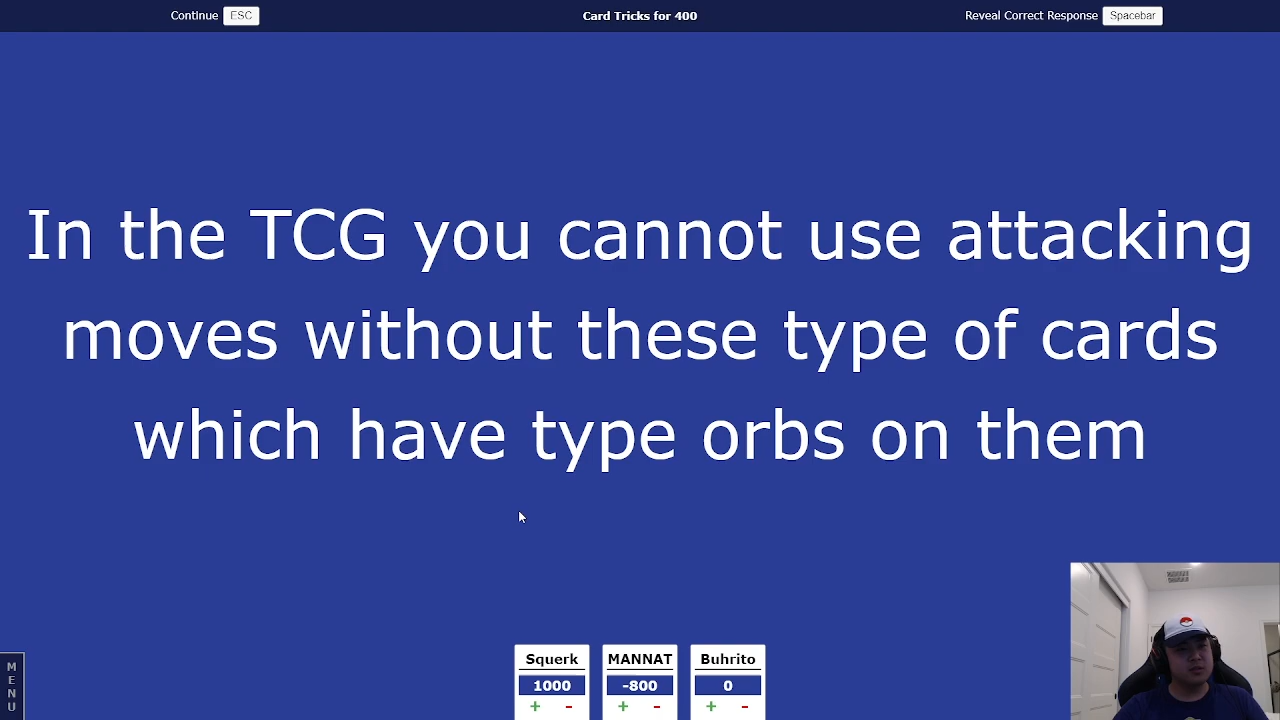 Continue ESC
Card Tricks for 400
Reveal Correct Response Spacebar
In the TCG you cannot use attacking
moves without these type of cards
which have type orbs on them
Squerk MANNAT Buhrito
1000 -800 0
+ - + - + -
MENU